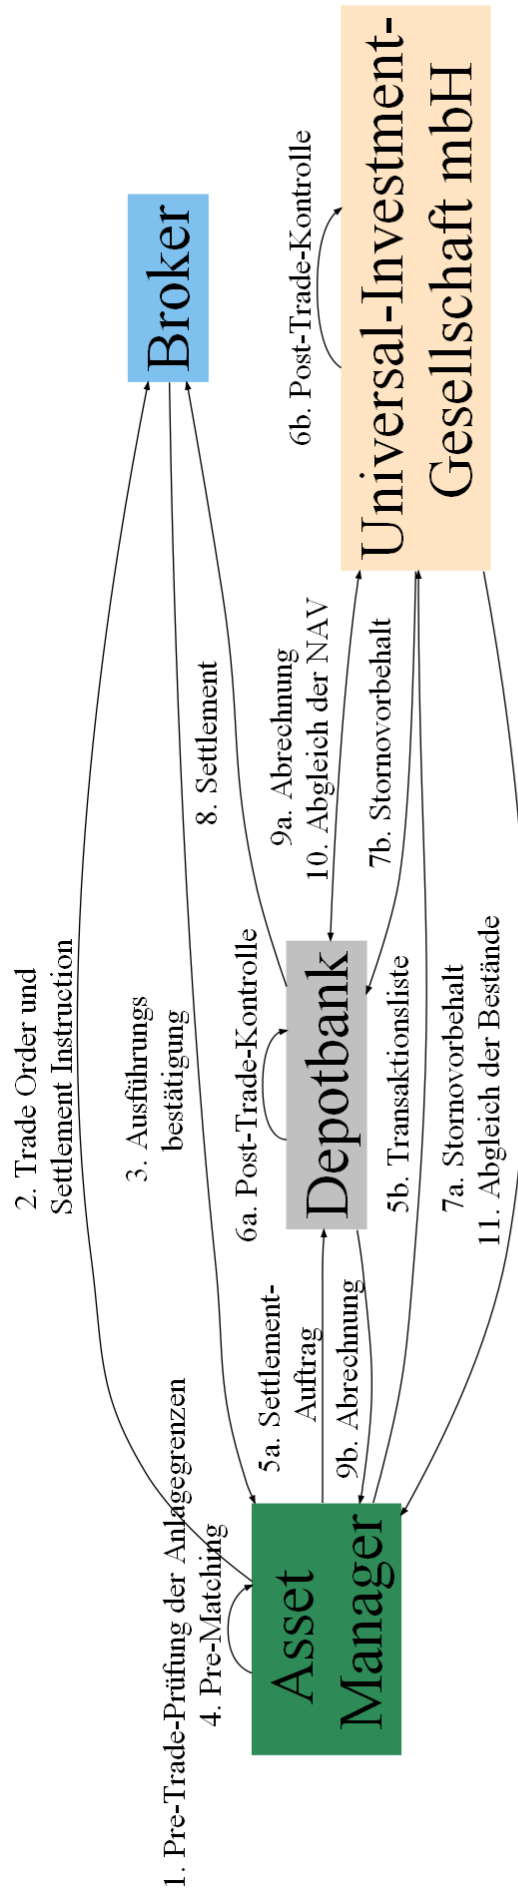 1. Pre-Trade-Prüfung der Anlagegrenzen
4. Pre-Matching
Asset
Manager
2. Trade Order und
Settlement Instruction
3. Ausführungs
bestätigung
5a. Settlement-
Auftrag
9b. Abrechnung
6a. Post-Trade-Kontrolle
Depotbank
5b. Transaktionsliste
7a. Stornovorbehalt
11. Abgleich der Bestände
8. Settlement
9a. Abrechnung
10. Abgleich der NAV
7b. Stornovorbehalt
Broker
6b. Post-Trade-Kontrolle
Universal-Investment-
Gesellschaft mbH